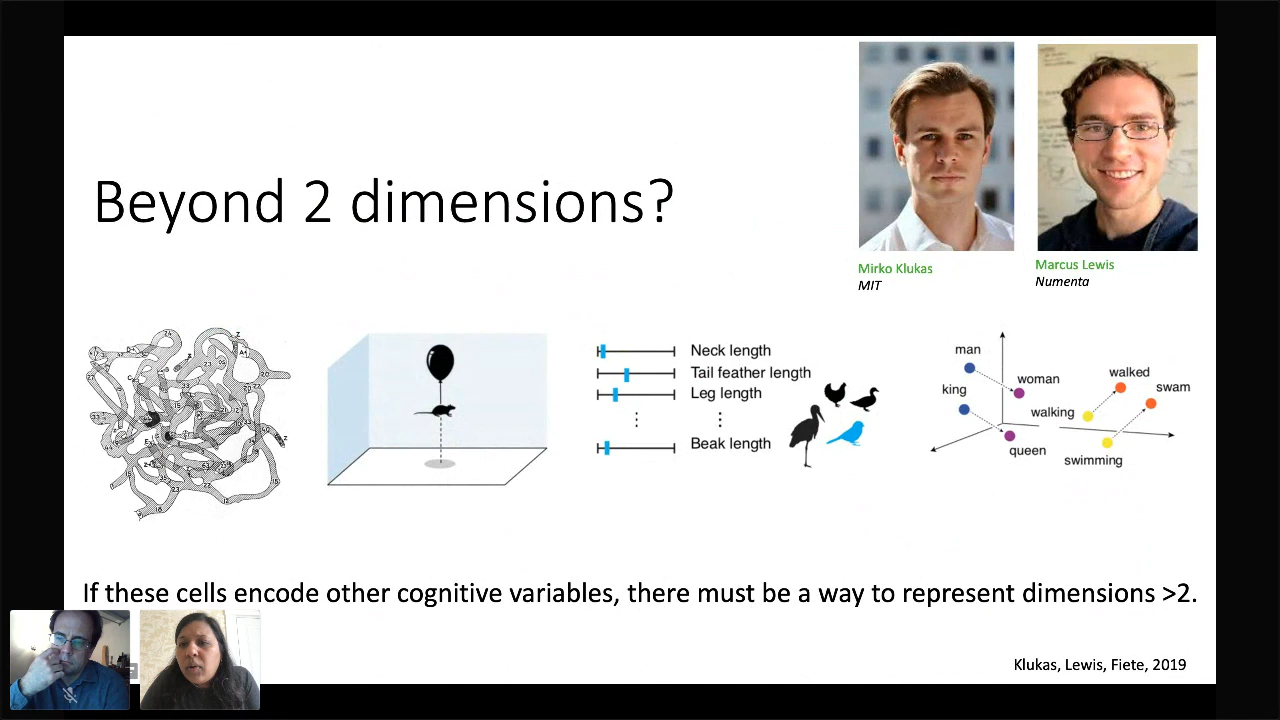 Beyond 2 dimensions?
Mirko Klukas
MIT
Marcus Lewis
Numenta
Neck length
Tail feather length
Leg length
Beak length
man
woman
king
queen
walking
walked
swam
swimming
If these cells encode other cognitive variables, there must be a way to represent dimensions >2.
Klukas, Lewis, Fiete, 2019